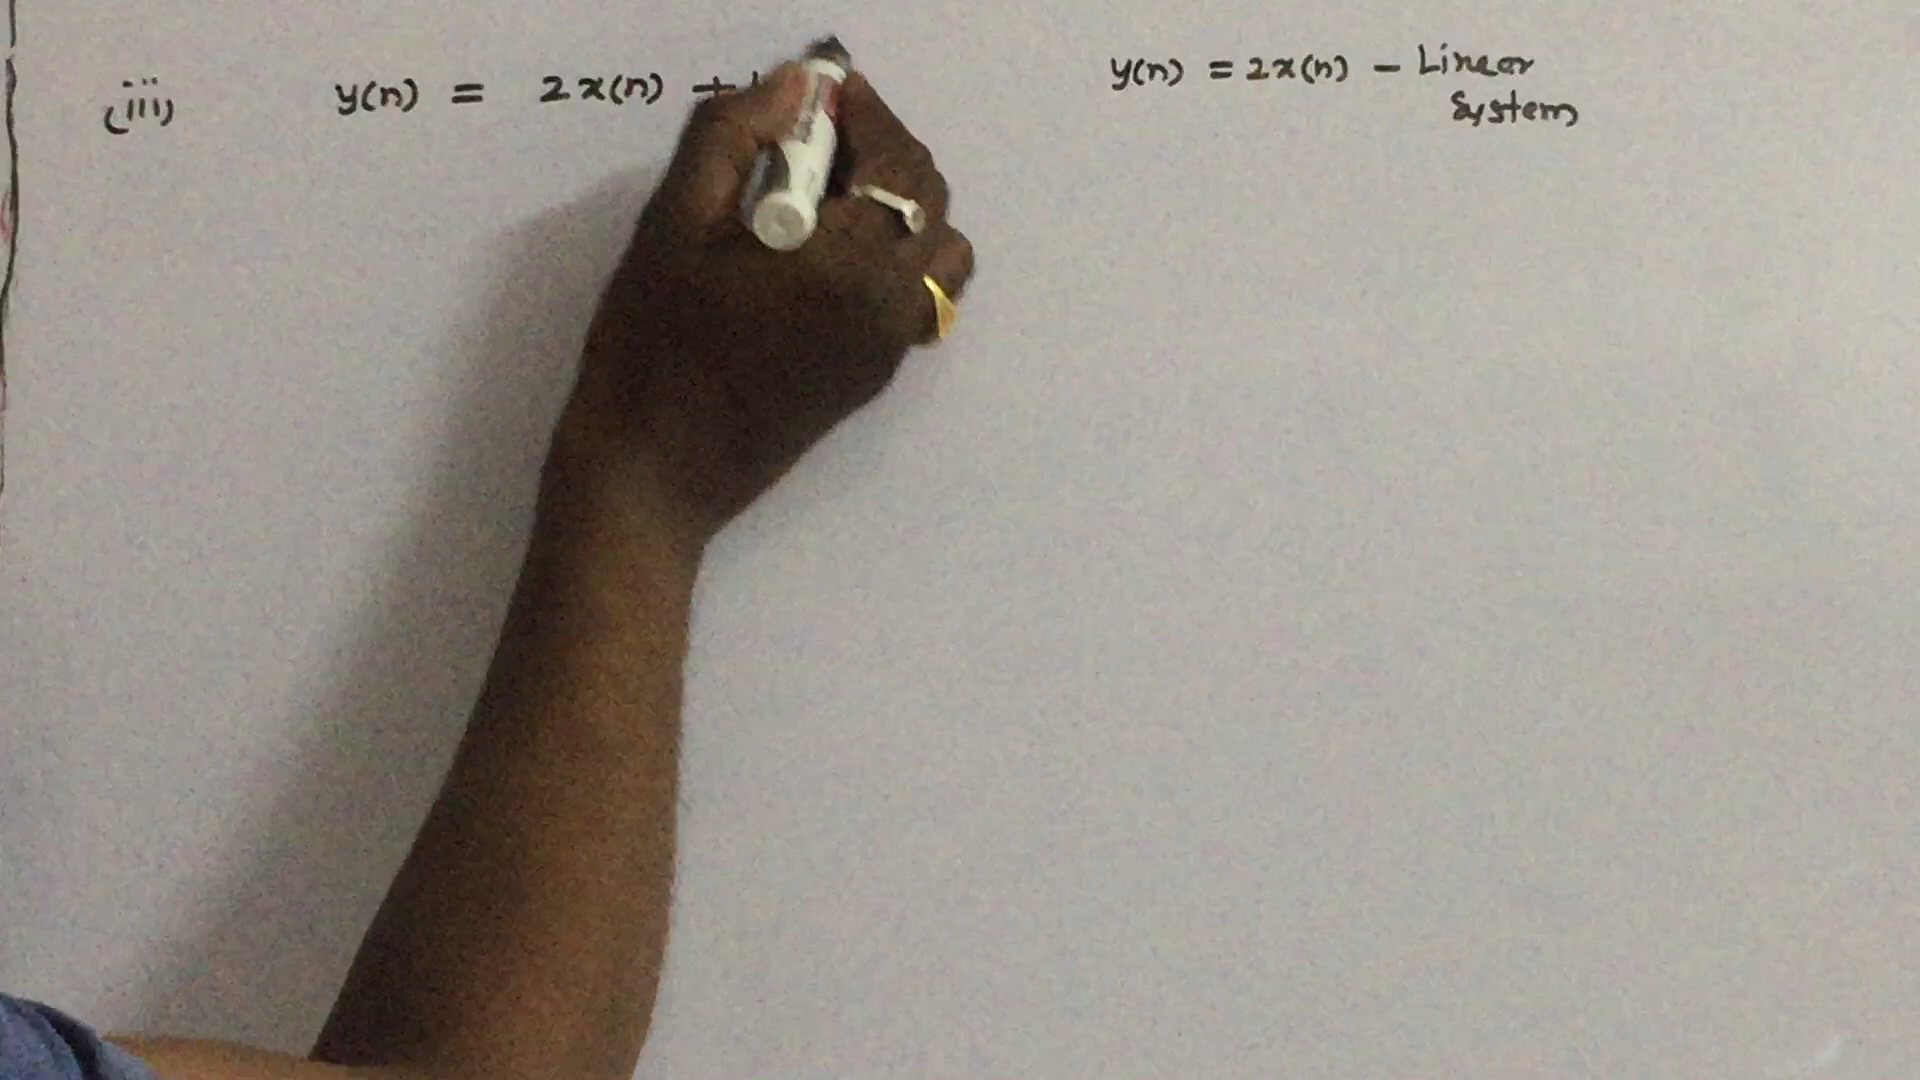 (iii) y(n) = 2x(n) +
y(n) = 2x(n) - Linear
System